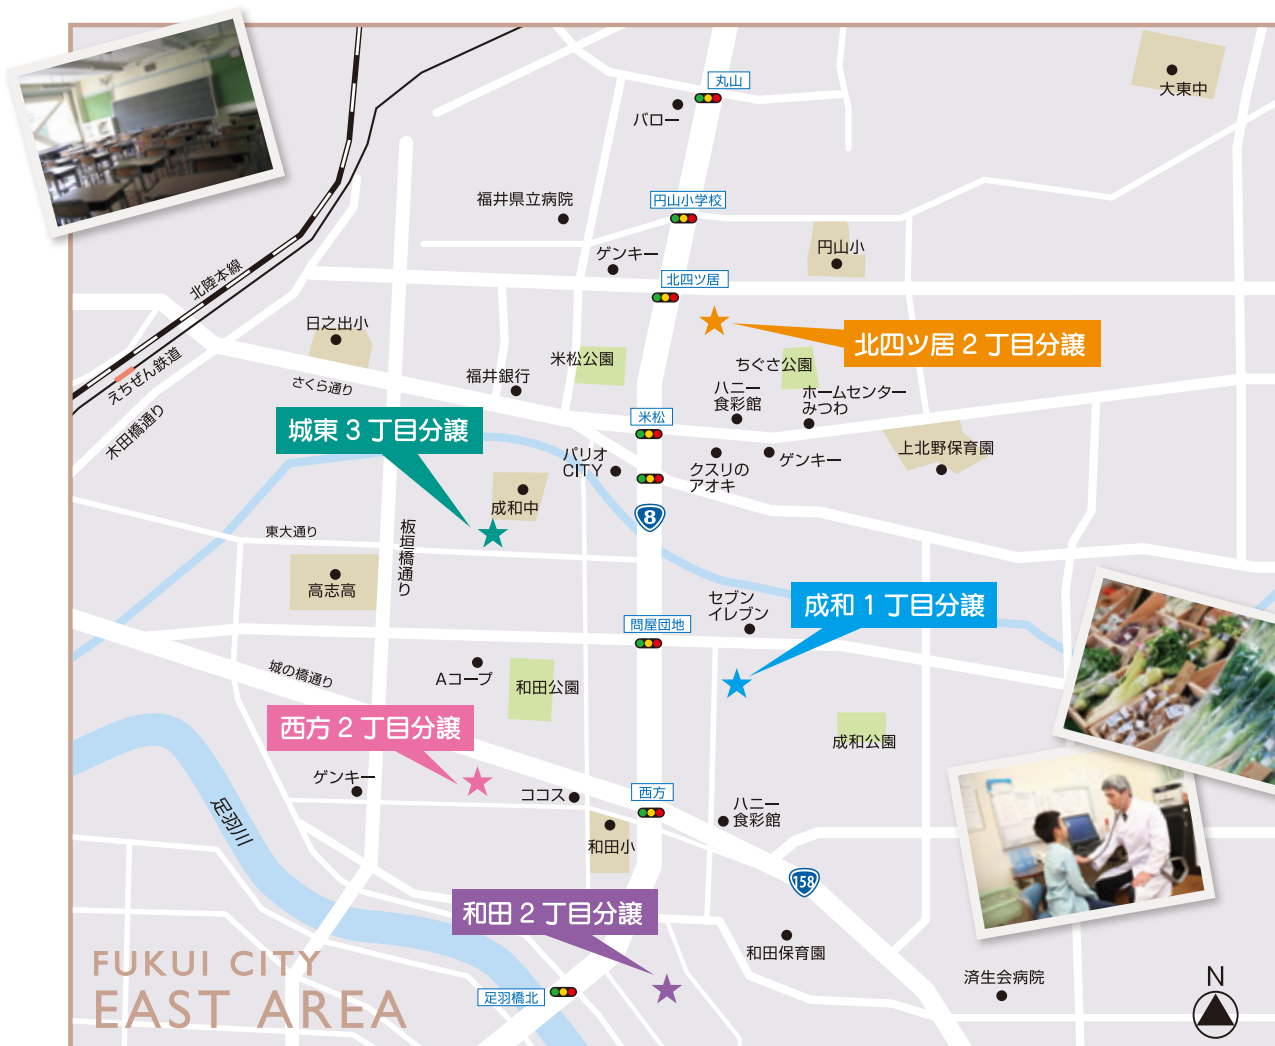 丸山
大東中
バロー
福井県立病院
円山小学校
円山小
ゲンキー
北陸本線
北四ツ居
日之出小
北四ツ居2丁目分譲
えちぜん鉄道
米松公園
ちぐさ公園
福井銀行
さくら通り
ハニー
食彩館
ホームセンター
みつわ
木田橋通り
米松
城東3丁目分譲
パリオ
CITY
クスリの
アオキ
ゲンキー
上北野保育園
成和中
8
東大通り
板垣橋通り
高志高
セブン
イレブン
成和1丁目分譲
問屋団地
城の橋通り
Aコープ
和田公園
西方2丁目分譲
成和公園
ゲンキー
ココス
西方
ハニー
食彩館
足羽川
和田小
158
和田2丁目分譲
和田保育園
FUKUI CITY
EAST AREA
足羽橋北
済生会病院
N